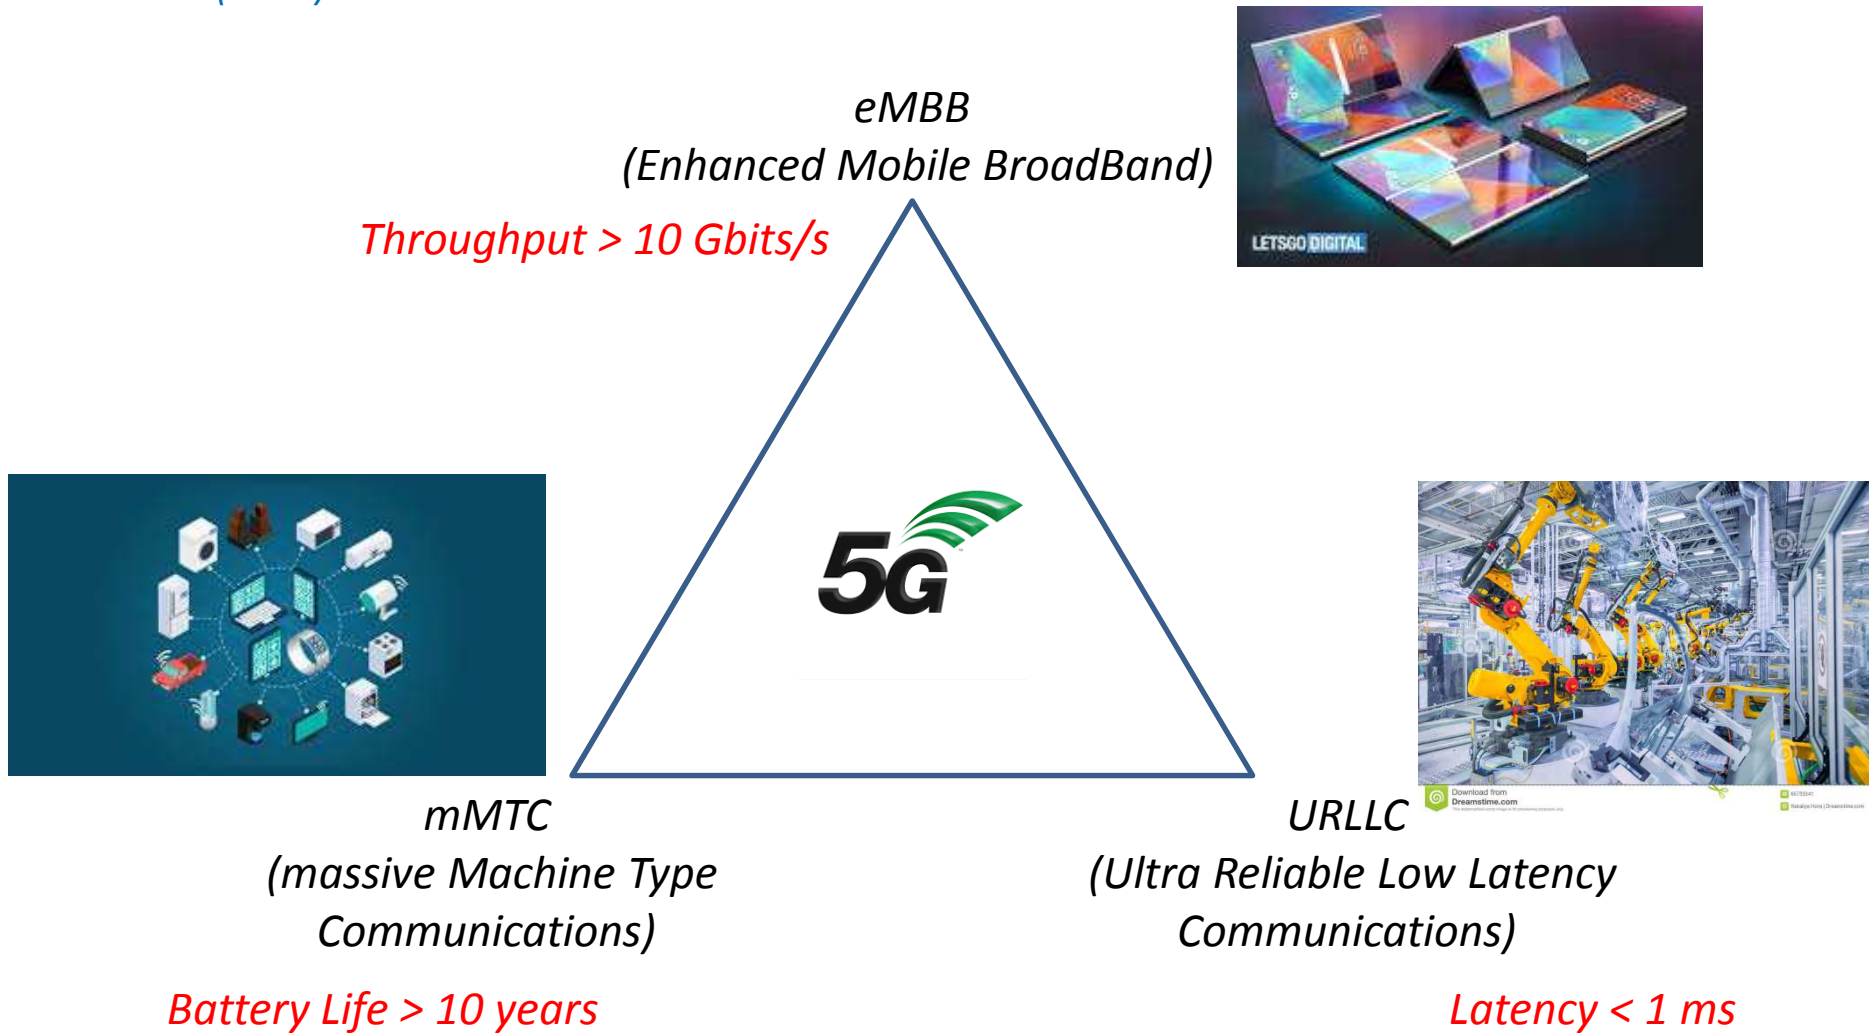 eMBB
(Enhanced Mobile BroadBand)
Throughput > 10 Gbits/s
LETSGO DIGITAL
5G
mMTC
(massive Machine Type
Communications)
Battery Life > 10 years
Download from
Dreamstime.com
URLLC
(Ultra Reliable Low Latency
Communications)
Latency < 1 ms